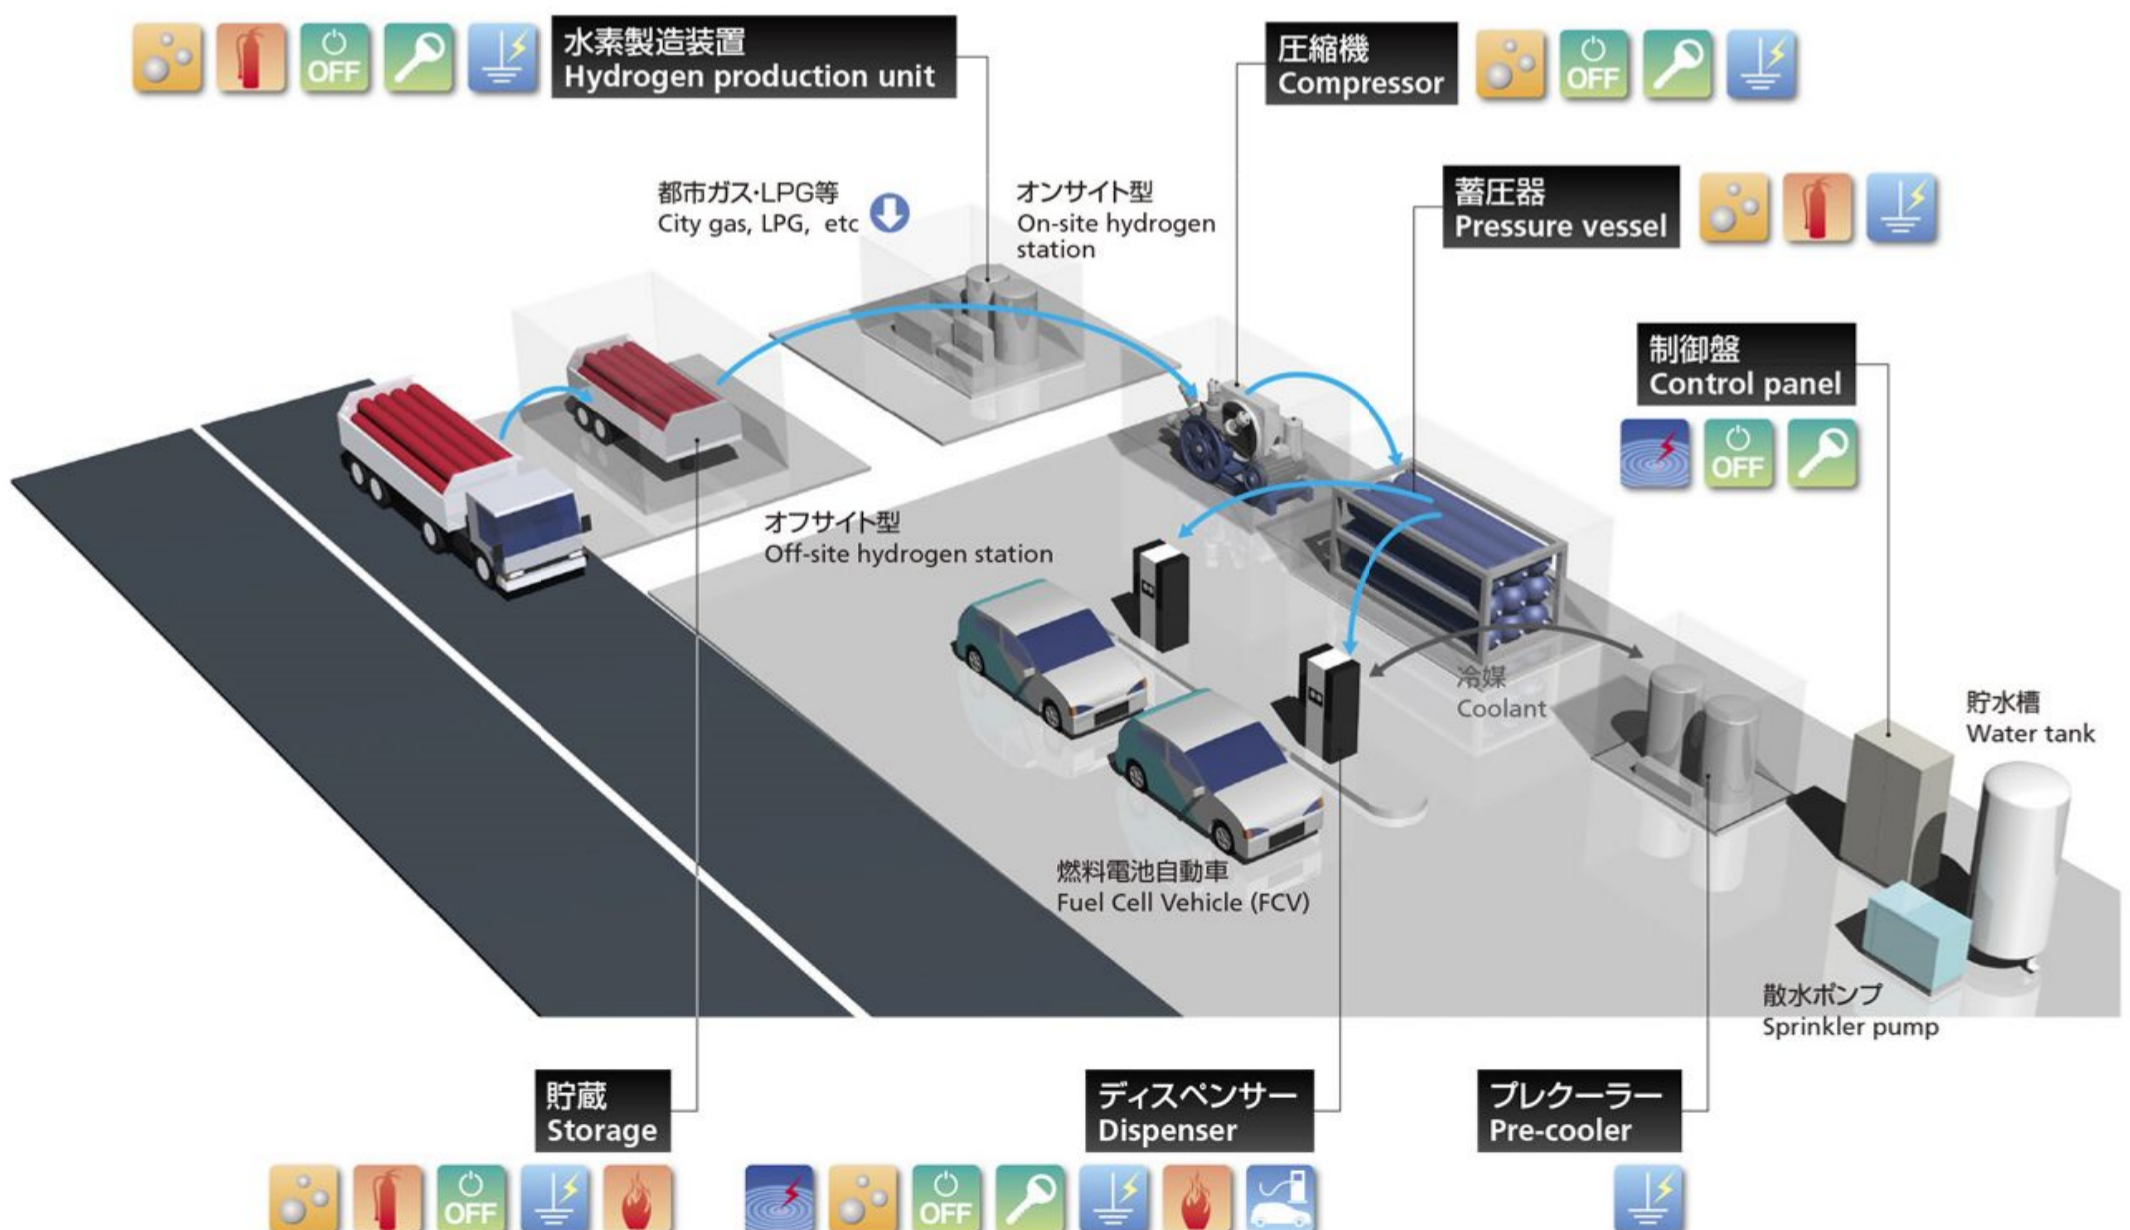 OFF
水素製造装置
Hydrogen production unit
圧縮機
Compressor
OFF
都市ガス・LPG等
City gas, LPG, etc
オンサイト型
On-site hydrogen
station
蓄圧器
Pressure vessel
制御盤
Control panel
OFF
オフサイト型
Off-site hydrogen station
冷媒
Coolant
貯水槽
Water tank
燃料電池自動車
Fuel Cell Vehicle (FCV)
散水ポンプ
Sprinkler pump
貯蔵
Storage
OFF
ディスペンサー
Dispenser
OFF
プレクーラー
Pre-cooler